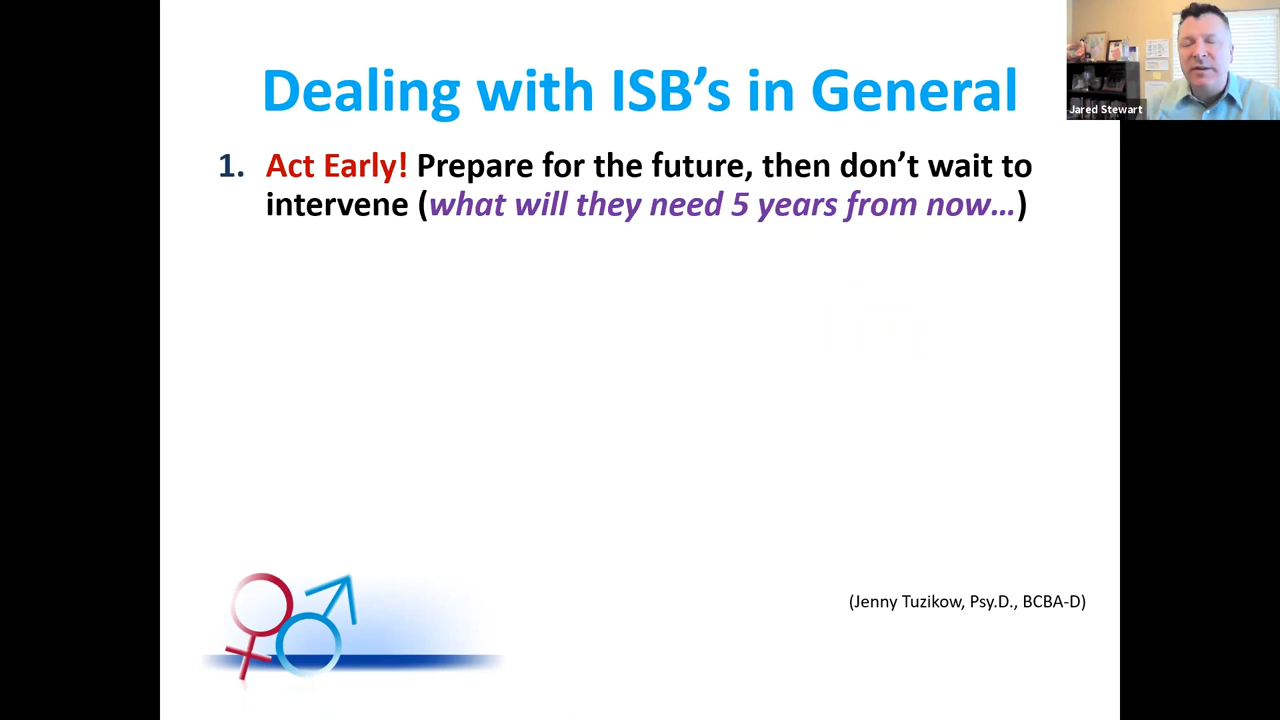 Dealing with ISB’s in General
1. Act Early! Prepare for the future, then don’t wait to
intervene (what will they need 5 years from now…)
(Jenny Tuzikow, Psy.D., BCBA-D)
Jared Stewart